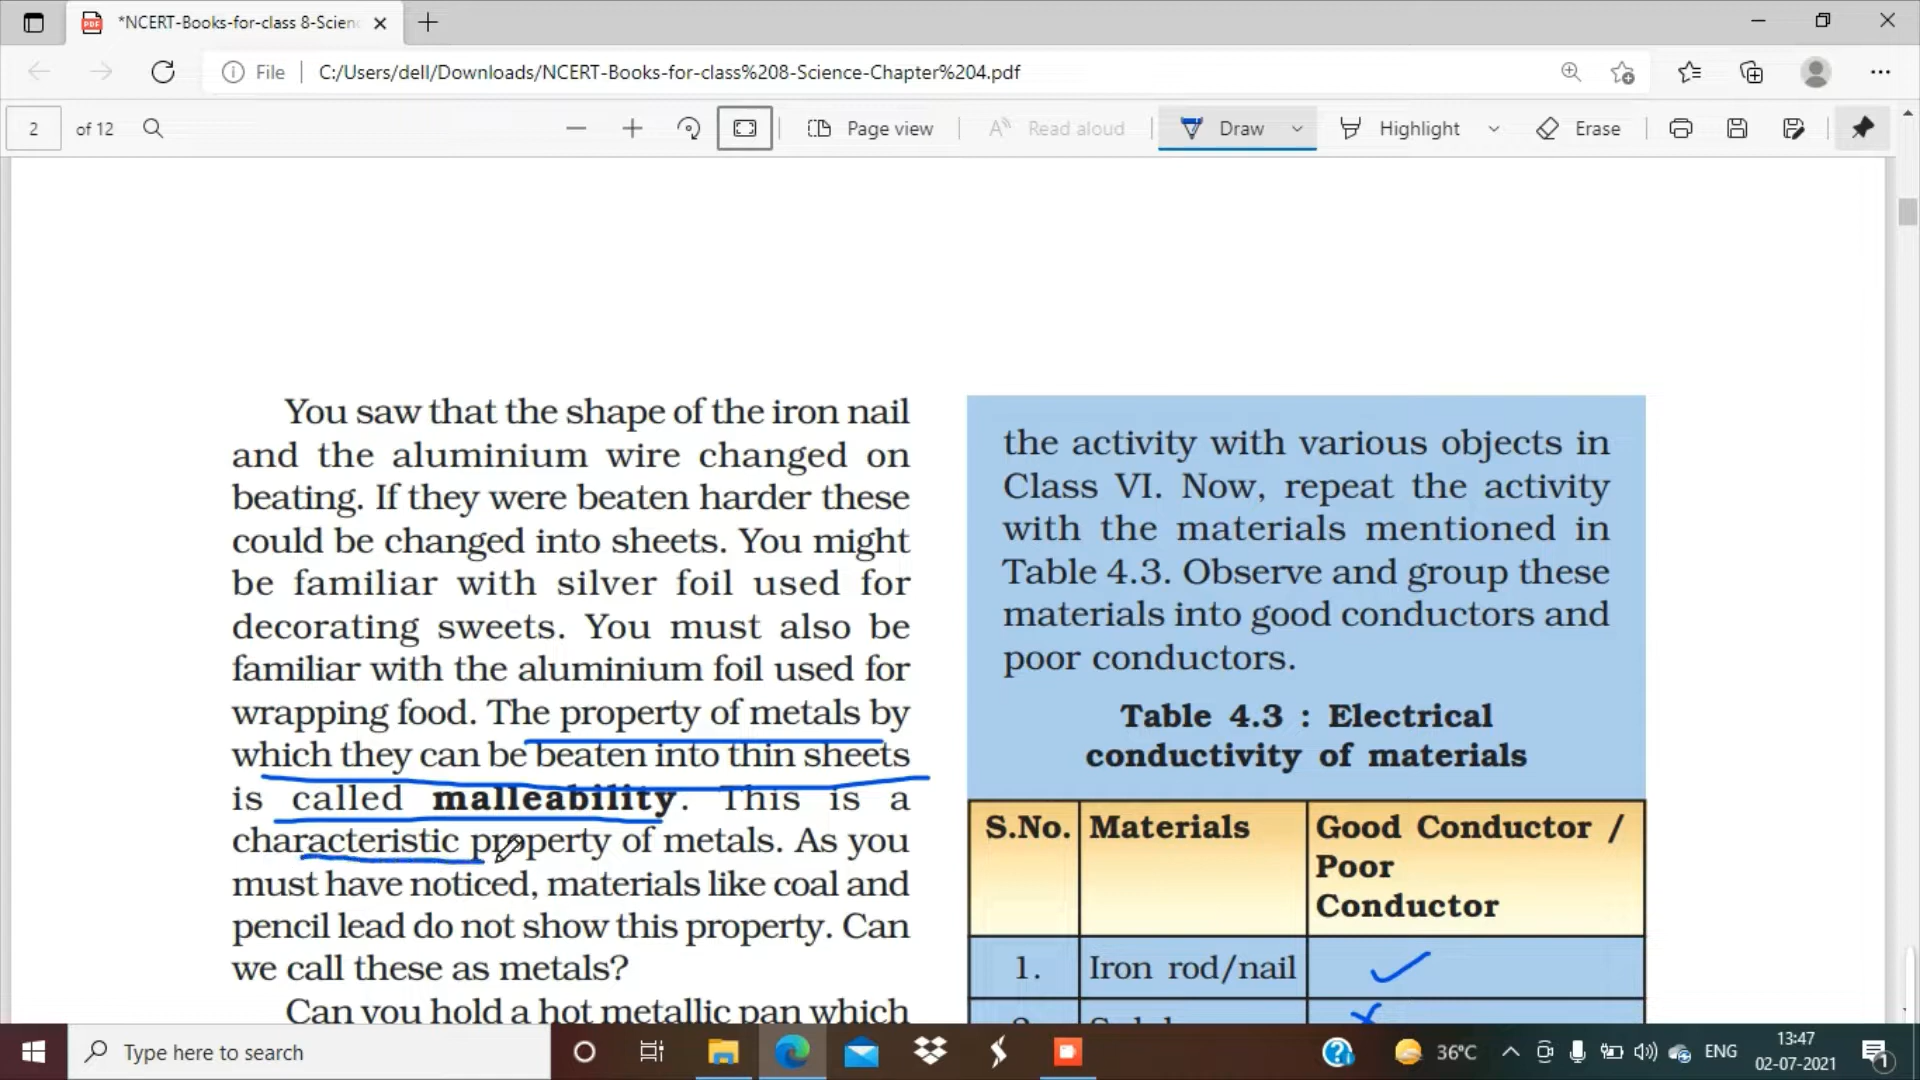 *NCERT-Books-for-class 8-Scien
File
C:/Users/dell/Downloads/NCERT-Books-for-class%208-Science-Chapter%204.pdf
2
of 12
Page view
Read aloud
Draw
Highlight
Erase
You saw that the shape of the iron nail
and the aluminium wire changed on
beating. If they were beaten harder these
could be changed into sheets. You might
be familiar with silver foil used for
decorating sweets. You must also be
familiar with the aluminium foil used for
wrapping food. The property of metals by
which they can be beaten into thin sheets
is called malleability. This is a
characteristic property of metals. As you
must have noticed, materials like coal and
pencil lead do not show this property. Can
we call these as metals?
Can you hold a hot metallic pan which
the activity with various objects in
Class VI. Now, repeat the activity
with the materials mentioned in
Table 4.3. Observe and group these
materials into good conductors and
poor conductors.
Table 4.3 : Electrical
conductivity of materials
S.No. Materials Good Conductor /
Poor
Conductor
1. Iron rod/nail
Type here to search
36°C
ENG
13:47
02-07-2021
1